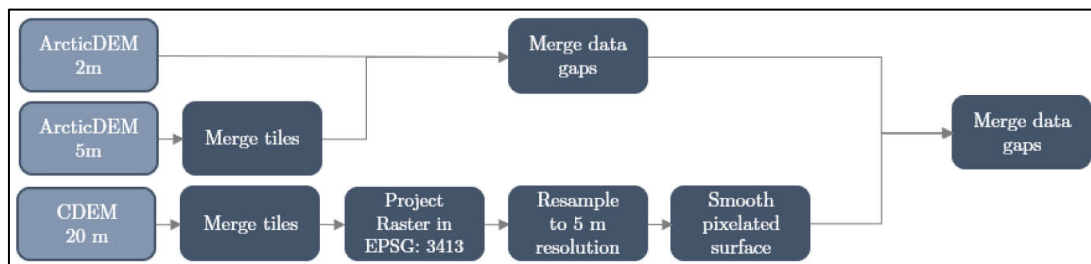 ArcticDEM
2m
Merge data
gaps
ArcticDEM
5m
Merge tiles
Merge data
gaps
CDEM
20 m
Merge tiles
Project
Raster in
EPSG: 3413
Resample
to 5 m
resolution
Smooth
pixelated
surface